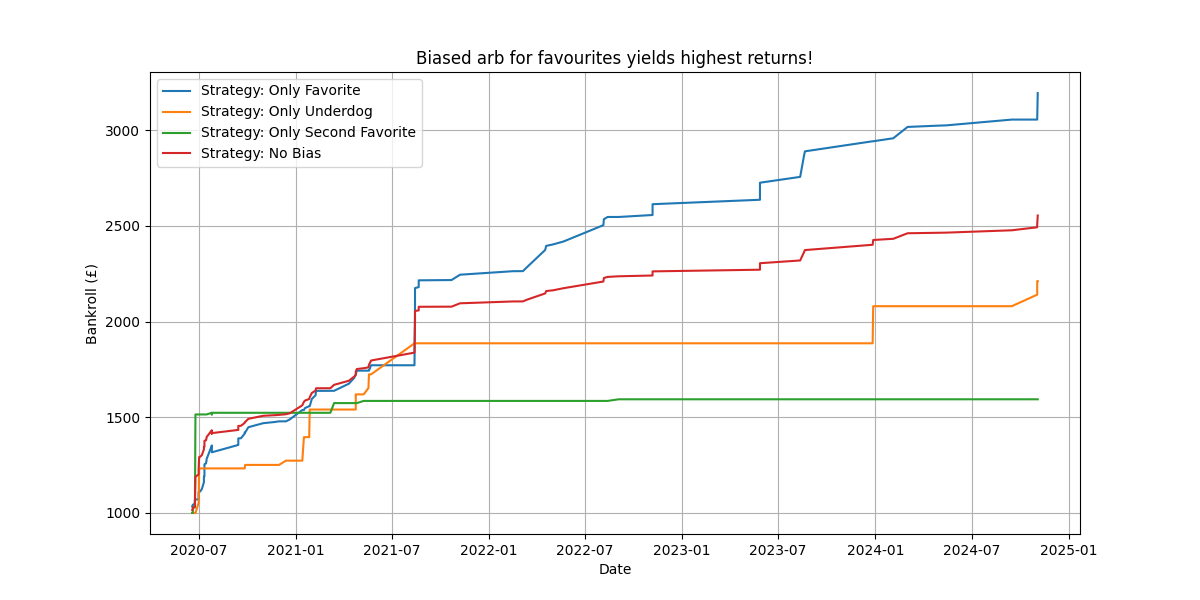 Biased arb for favourites yields highest returns!
Strategy: Only Favorite
Strategy: Only Underdog
Strategy: Only Second Favorite
Strategy: No Bias
3000
2500
2000
1500
1000
Bankroll (£)
2020-07 2021-01 2021-07 2022-01 2022-07 2023-01 2023-07 2024-01 2024-07 2025-01
Date